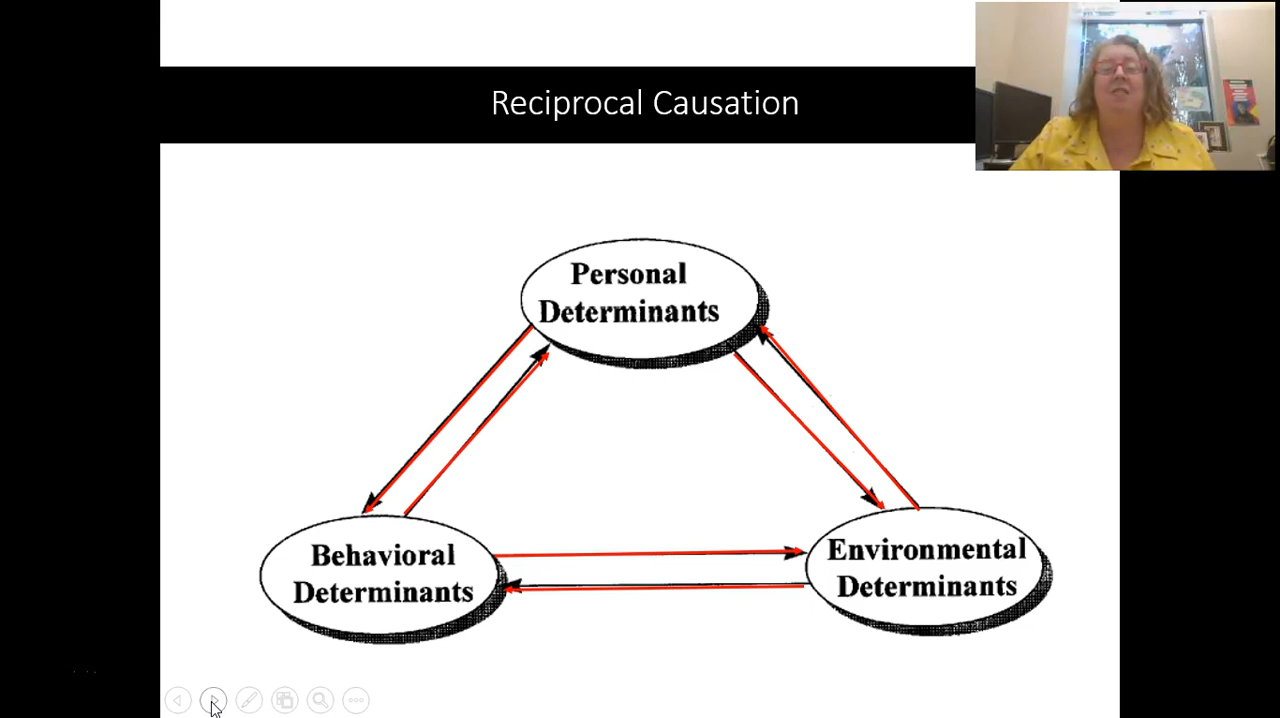 Reciprocal Causation
Personal
Determinants
Behavioral
Determinants
Environmental
Determinants